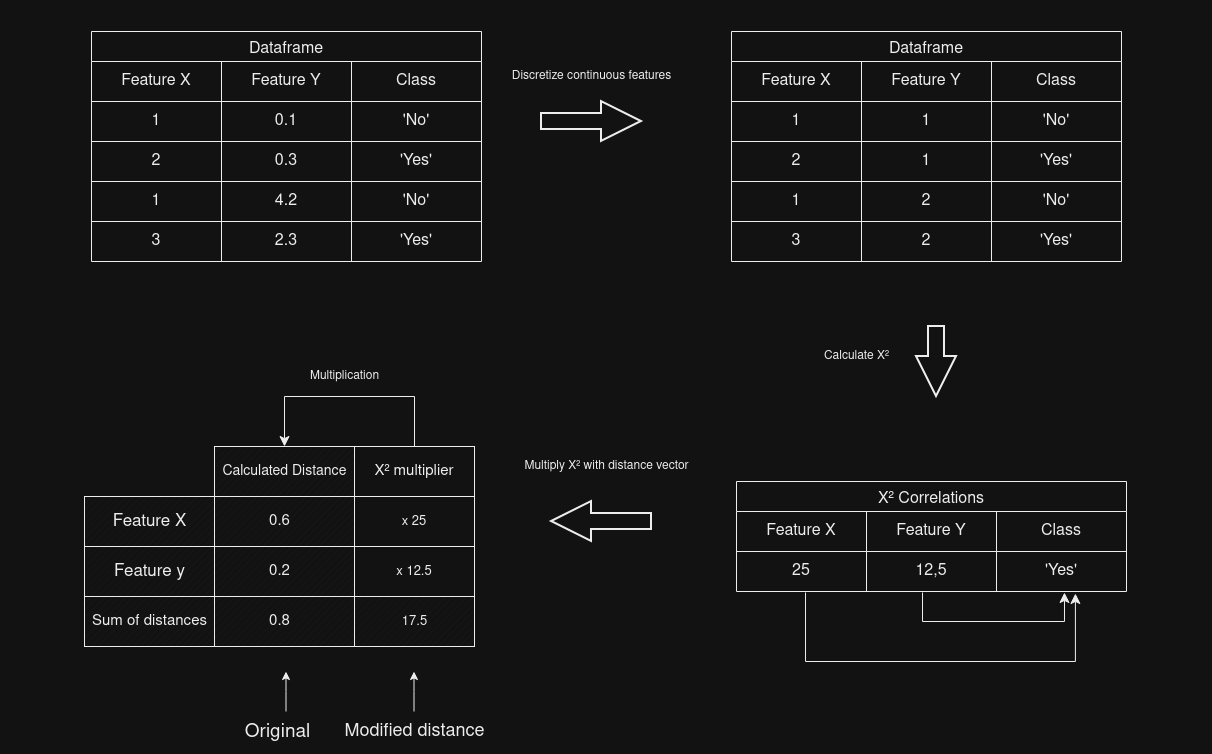 Dataframe
Feature X Feature Y Class
1 0.1 'No'
2 0.3 'Yes'
1 4.2 'No'
3 2.3 'Yes'
Discretize continuous features
Dataframe
Feature X Feature Y Class
1 1 'No'
2 1 'Yes'
1 2 'No'
3 2 'Yes'
Calculate X²
X² Correlations
Feature X Feature Y Class
25 12,5 'Yes'
Multiply X² with distance vector
Multiplication
Calculated Distance X² multiplier
Feature X 0.6 x 25
Feature y 0.2 x 12.5
Sum of distances 0.8 17.5
Original Modified distance